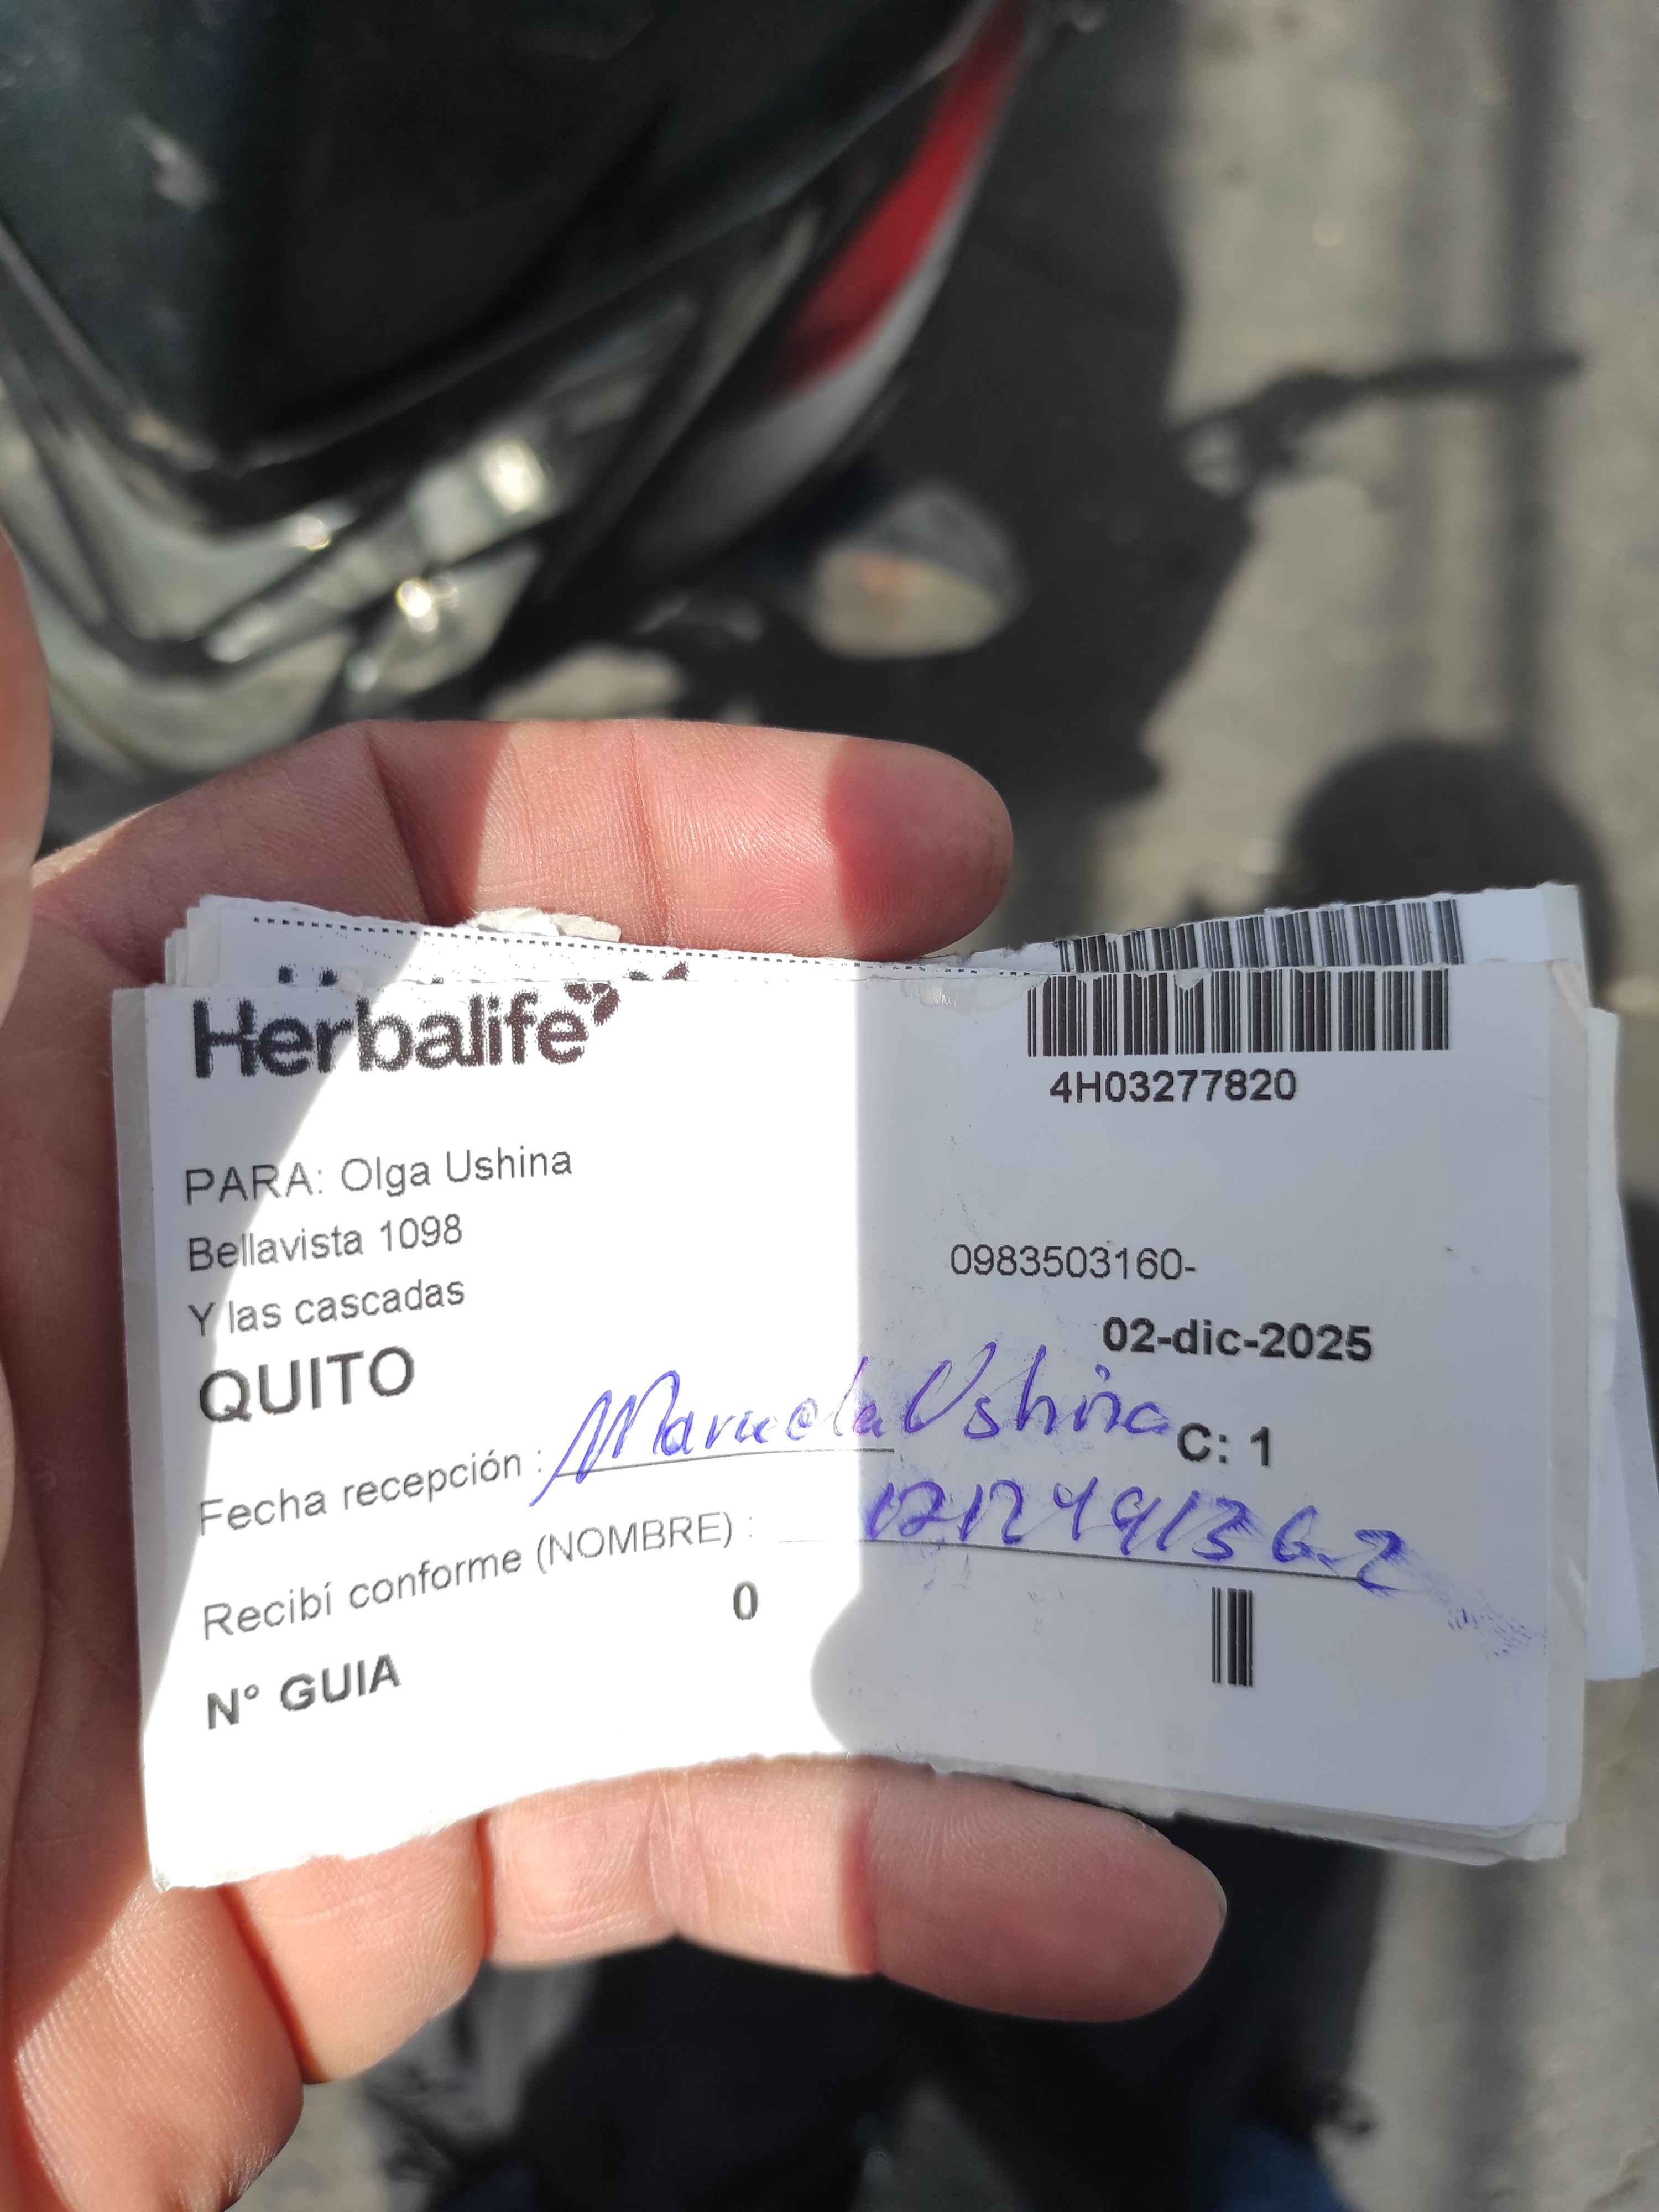 Herbalife
4H03277820
PARA: Olga Ushina
Bellavista 1098
0983503160-
Y las cascadas
02-dic-2025
QUITO
Fecha recepción : Manuela Ushina
C: 1
Recibí conforme (NOMBRE) :
0
N° GUIA